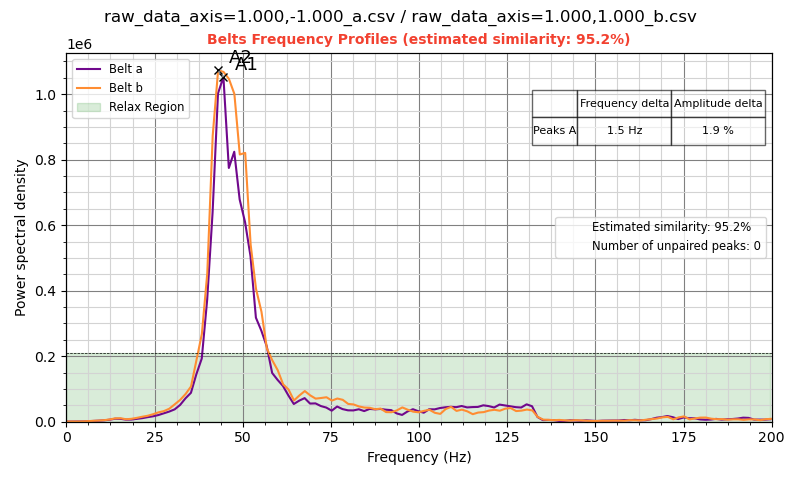 raw_data_axis=1.000,-1.000_a.csv / raw_data_axis=1.000,1.000_b.csv
Belts Frequency Profiles (estimated similarity: 95.2%)
1e6
A2
A1
Belt a
Belt b
Relax Region
Frequency delta Amplitude delta
Peaks A 1.5 Hz 1.9 %
Estimated similarity: 95.2%
Number of unpaired peaks: 0
Power spectral density
1.0
0.8
0.6
0.4
0.2
0.0
0 25 50 75 100 125 150 175 200
Frequency (Hz)